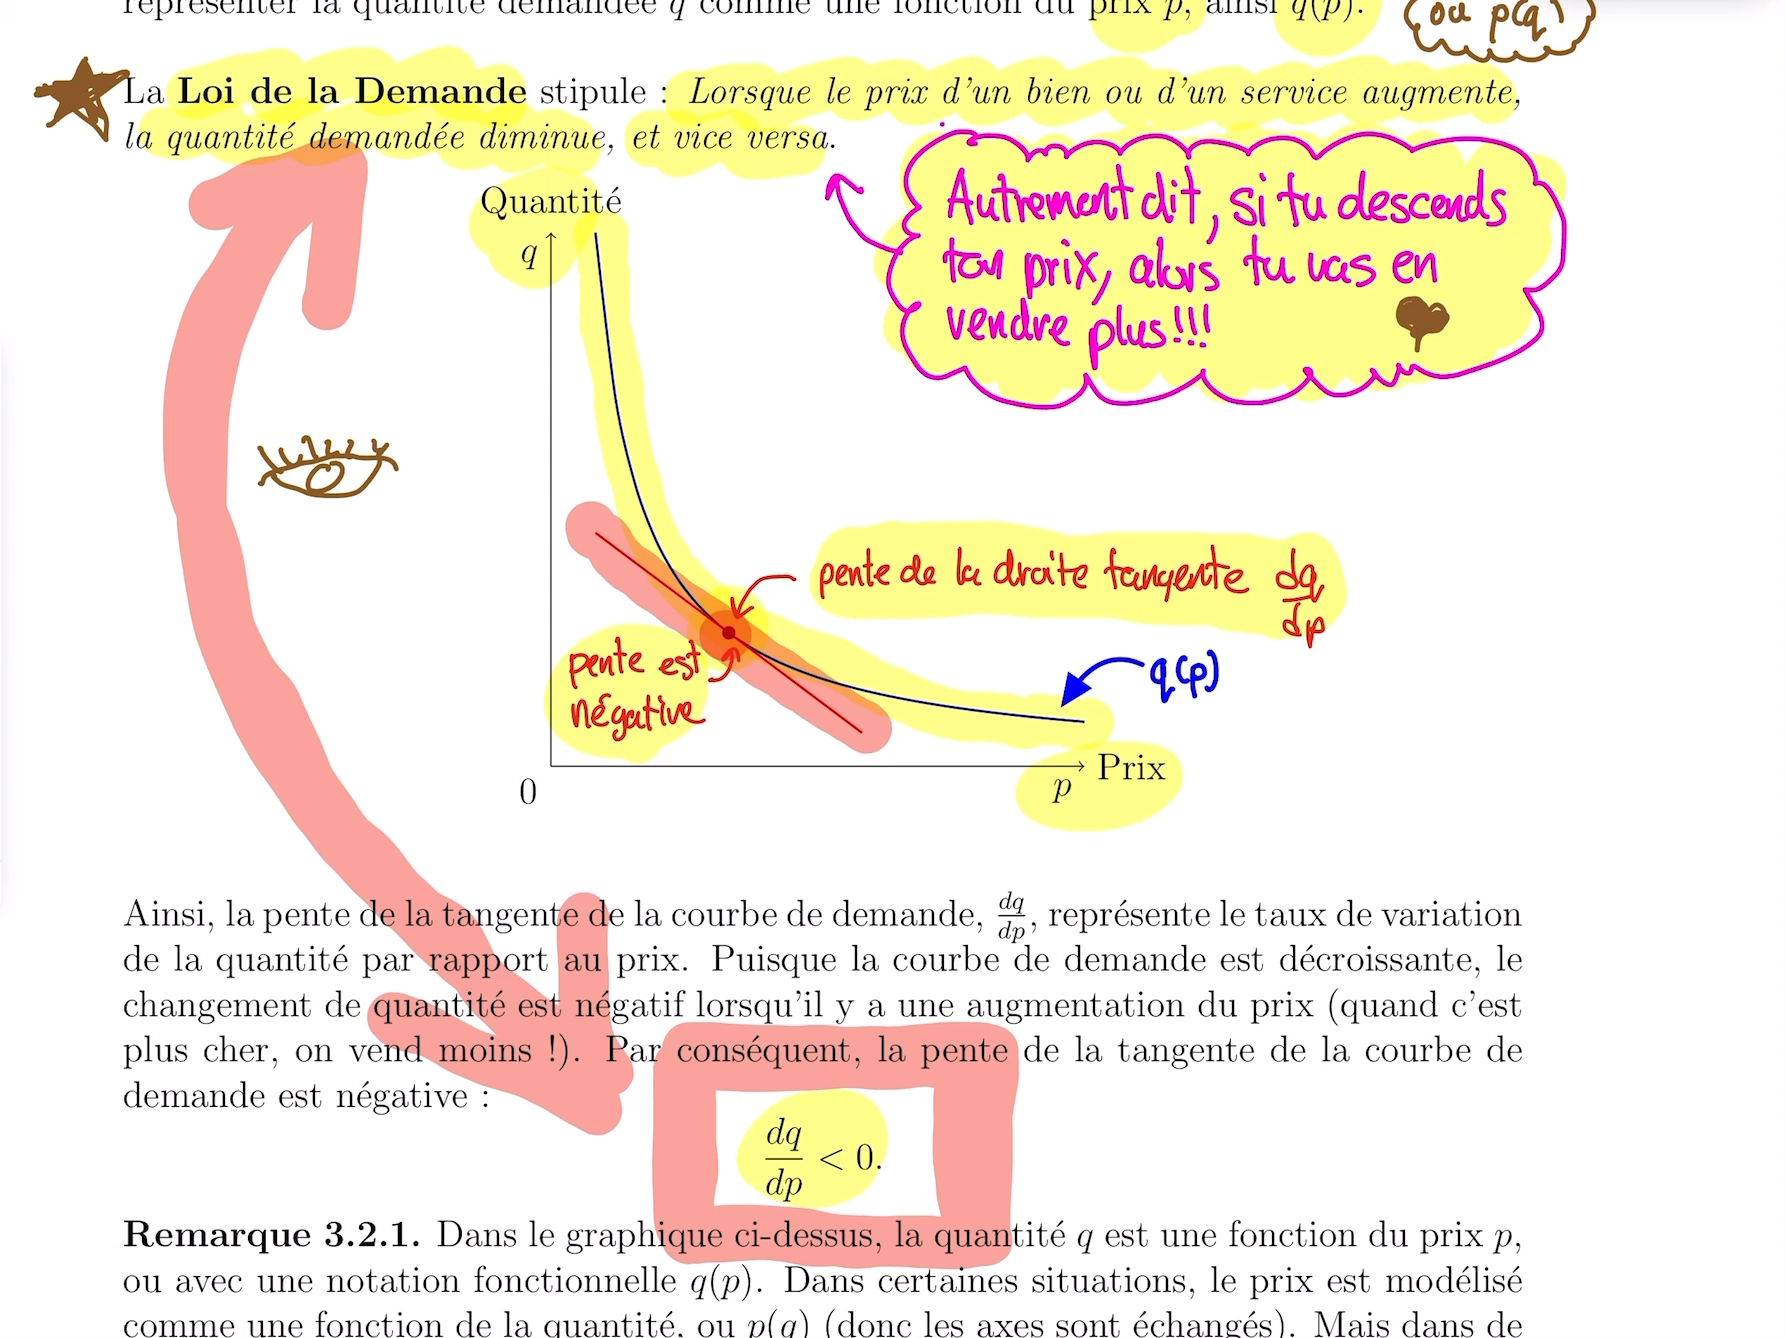 représenter la quantité demandée q comme une fonction du prix p, ainsi q(p).
ou p(q)
La Loi de la Demande stipule : Lorsque le prix d'un bien ou d'un service augmente,
la quantité demandée diminue, et vice versa.
Autrement dit, si tu descends
ton prix, alors tu vas en
vendre plus!!!
Quantité
q
pente de la droite tangente dq/dp
pente est
négative
q(p)
Prix
0
p
Ainsi, la pente de la tangente de la courbe de demande, dq/dp, représente le taux de variation
de la quantité par rapport au prix. Puisque la courbe de demande est décroissante, le
changement de quantité est négatif lorsqu'il y a une augmentation du prix (quand c'est
plus cher, on vend moins !). Par conséquent, la pente de la tangente de la courbe de
demande est négative :
dq/dp < 0.
Remarque 3.2.1. Dans le graphique ci-dessus, la quantité q est une fonction du prix p,
ou avec une notation fonctionnelle q(p). Dans certaines situations, le prix est modélisé
comme une fonction de la quantité, ou p(q) (donc les axes sont échangés). Mais dans de